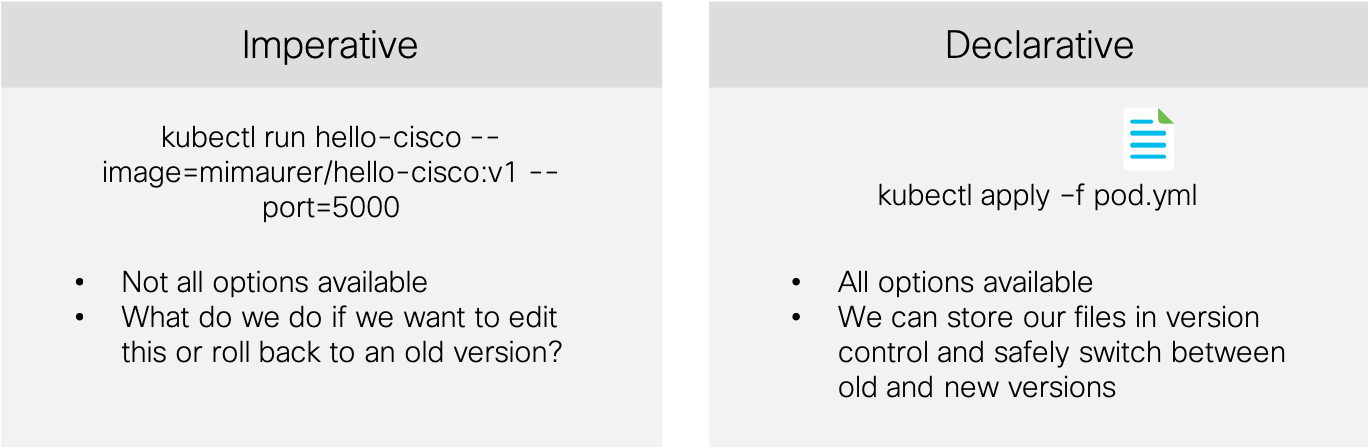 Imperative
kubectl run hello-cisco --
image=mimaurer/hello-cisco:v1 --
port=5000
• Not all options available
• What do we do if we want to edit
this or roll back to an old version?
Declarative
kubectl apply –f pod.yml
• All options available
• We can store our files in version
control and safely switch between
old and new versions